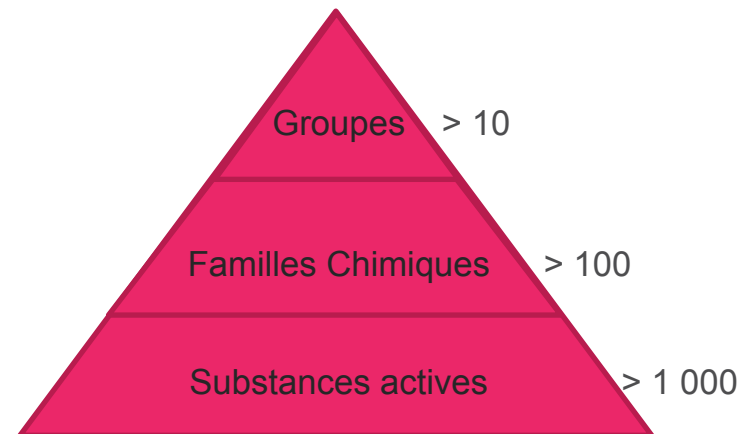 Groupes > 10
Familles Chimiques > 100
Substances actives > 1 000